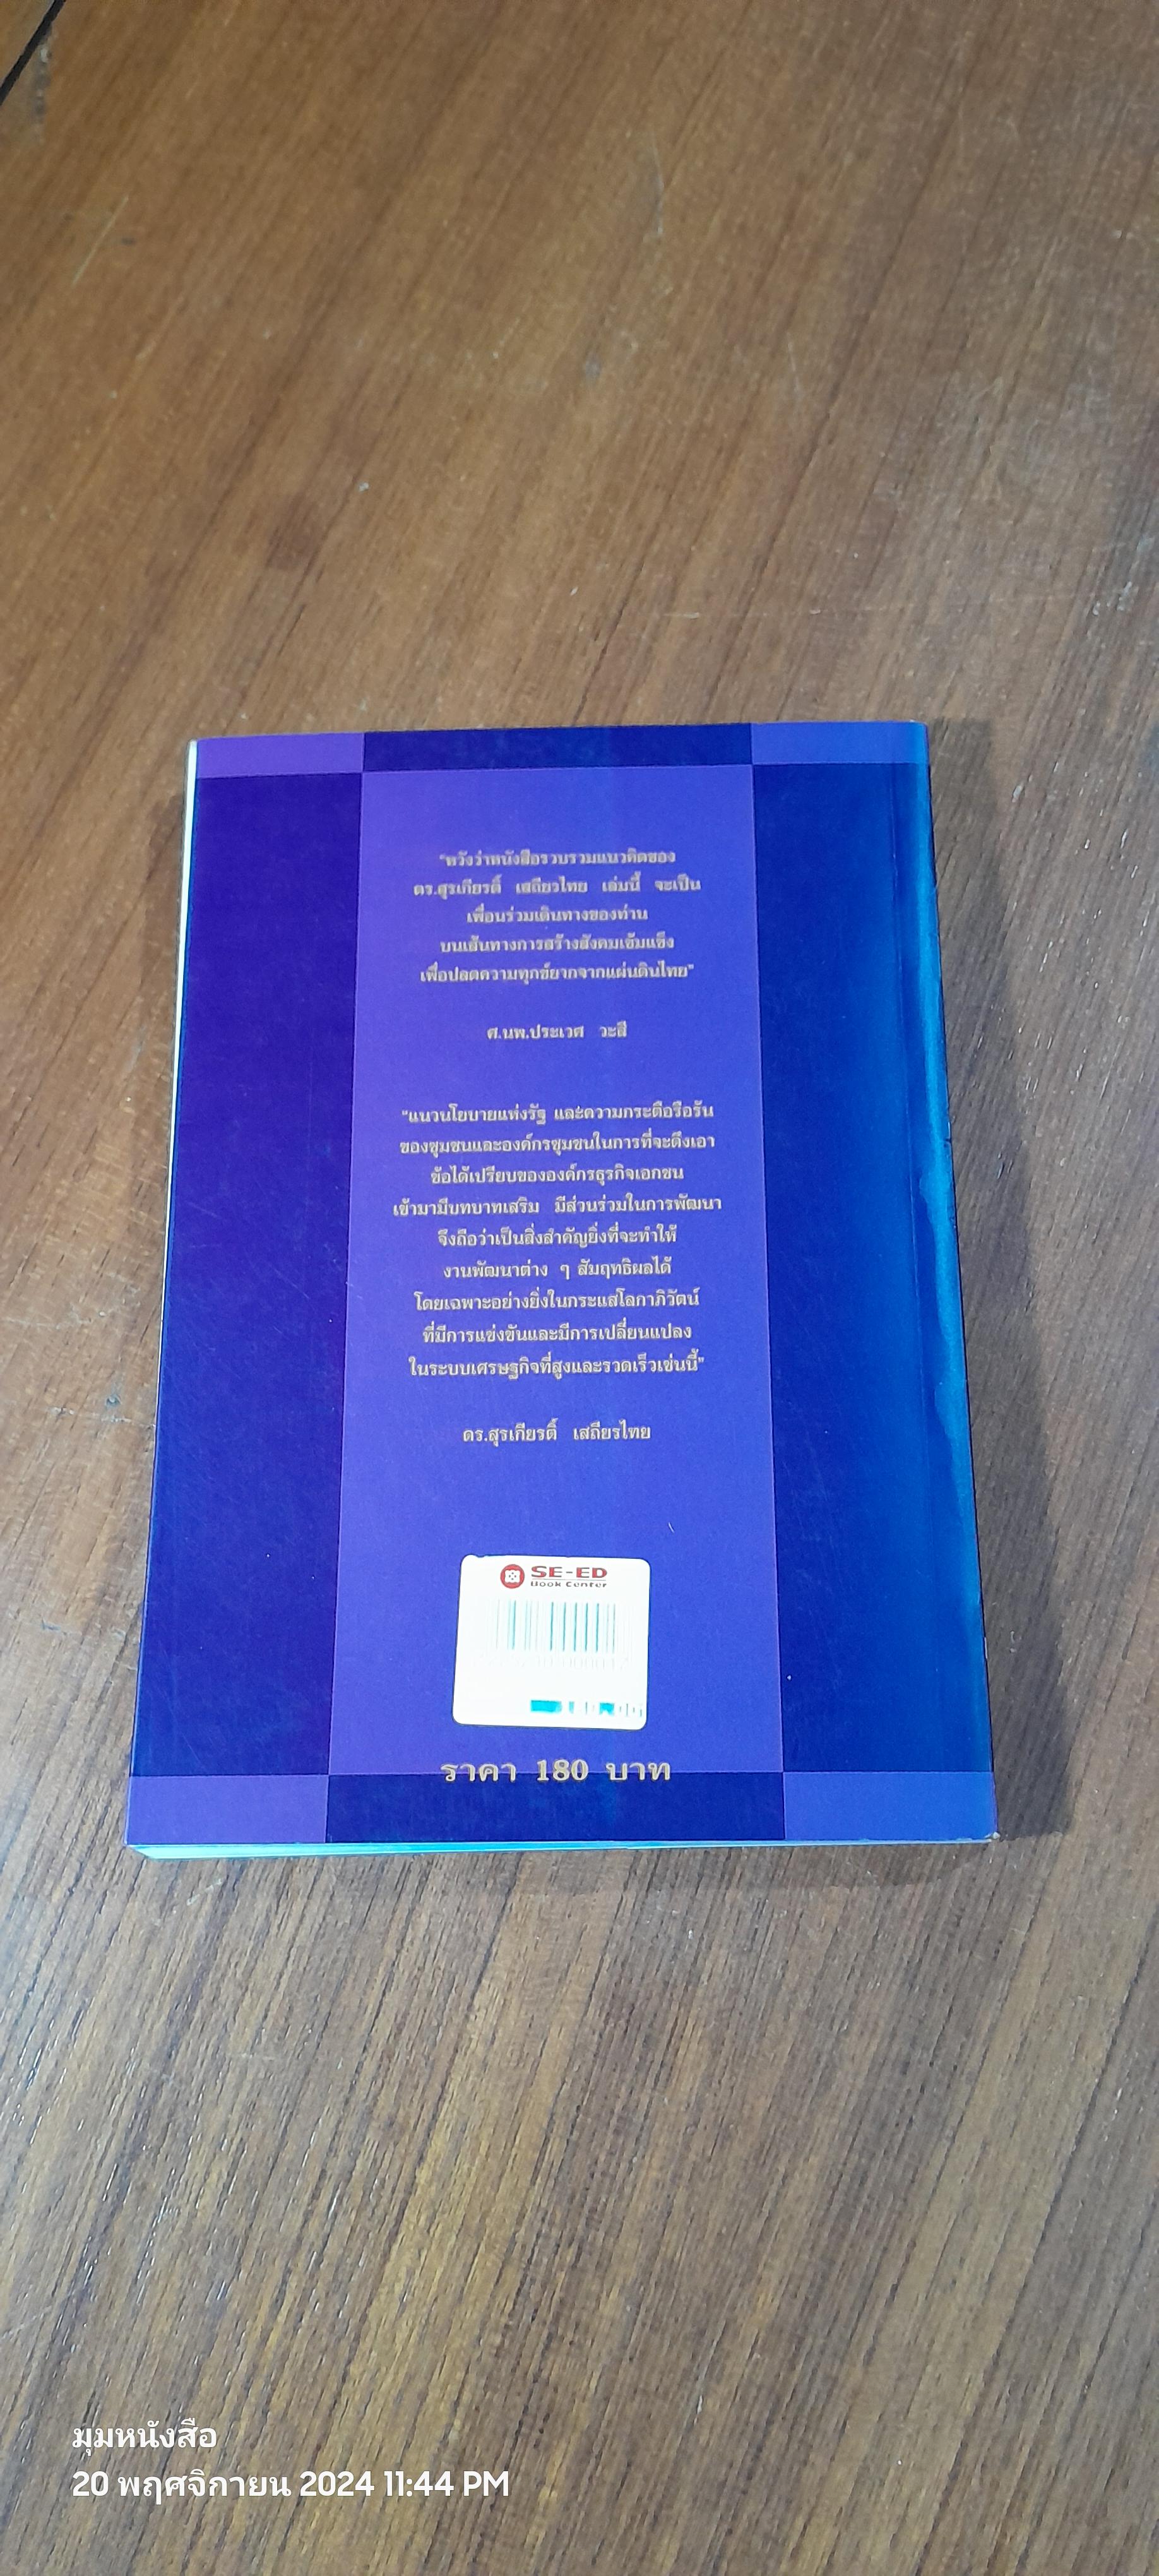 "หวังว่าหนังสือรวบรวมแนวคิดของ
ดร.สุรเกียรติ์ เสถียรไทย เล่มนี้ จะเป็น
เพื่อนร่วมเดินทางของท่าน
บนเส้นทางการสร้างสังคมเข้มแข็ง
เพื่อปลดความทุกข์ยากจากแผ่นดินไทย"
ศ.นพ.ประเวศ วะสี
"แนวนโยบายแห่งรัฐ และความกระตือรือร้น
ของชุมชนและองค์กรชุมชนในการที่จะดึงเอา
ข้อได้เปรียบขององค์กรธุรกิจเอกชน
เข้ามามีบทบาทเสริม มีส่วนร่วมในการพัฒนา
จึงถือว่าเป็นสิ่งสำคัญยิ่งที่จะทำให้
งานพัฒนาต่าง ๆ สัมฤทธิผลได้
โดยเฉพาะอย่างยิ่งในกระแสโลกาภิวัตน์
ที่มีการแข่งขันและมีการเปลี่ยนแปลง
ในระบบเศรษฐกิจที่สูงและรวดเร็วเช่นนี้"
ดร.สุรเกียรติ์ เสถียรไทย
SE-ED
Book Center
ราคา 180 บาท
มุมหนังสือ
20 พฤศจิกายน 2024 11:44 PM